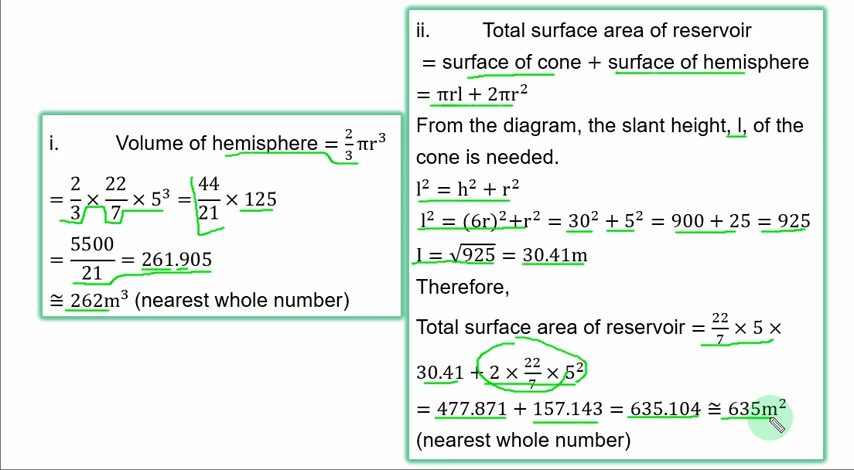 i. Volume of hemisphere = 2/3 πr³
= 2/3 × 22/7 × 5³ = 44/21 × 125
= 5500/21 = 261.905
≅ 262m³ (nearest whole number)
ii. Total surface area of reservoir
= surface of cone + surface of hemisphere
= πrl + 2πr²
From the diagram, the slant height, l, of the
cone is needed.
l² = h² + r²
l² = (6r)²+r² = 30² + 5² = 900 + 25 = 925
l = √925 = 30.41m
Therefore,
Total surface area of reservoir = 22/7 × 5 ×
30.41 + 2 × 22/7 × 5²
= 477.871 + 157.143 = 635.104 ≅ 635m²
(nearest whole number)